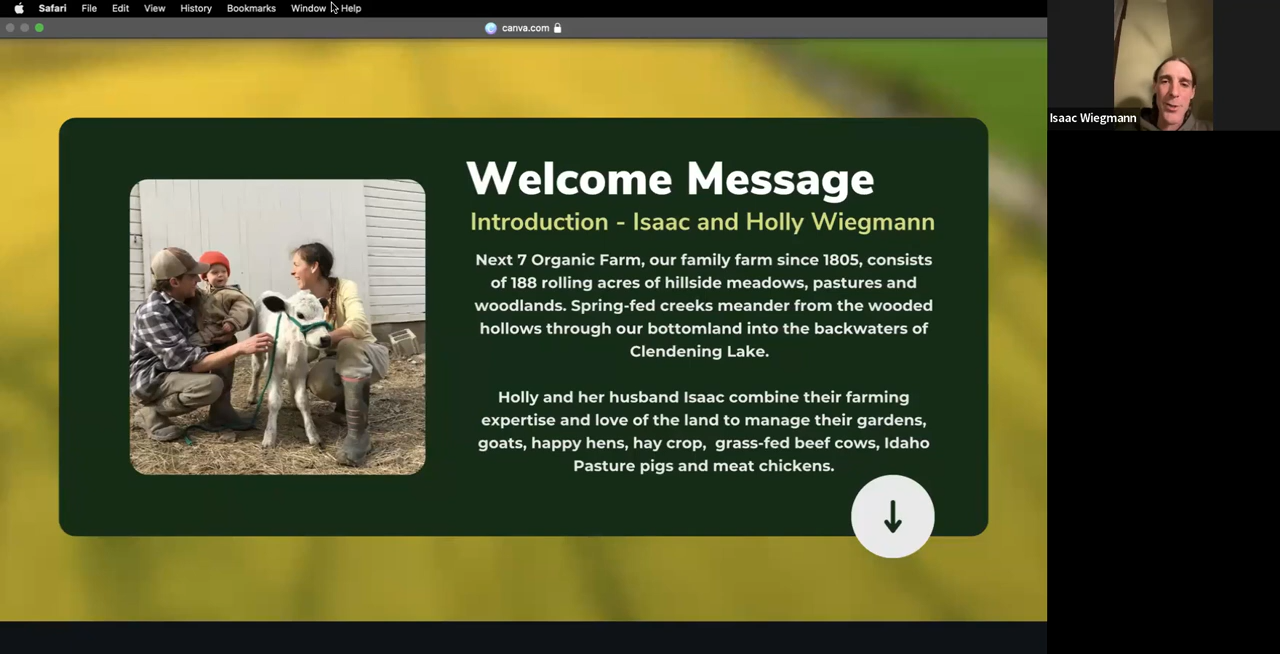 Safari File Edit View History Bookmarks Window Help
canva.com
Isaac Wiegmann
Welcome Message
Introduction - Isaac and Holly Wiegmann
Next 7 Organic Farm, our family farm since 1805, consists
of 188 rolling acres of hillside meadows, pastures and
woodlands. Spring-fed creeks meander from the wooded
hollows through our bottomland into the backwaters of
Clendening Lake.
Holly and her husband Isaac combine their farming
expertise and love of the land to manage their gardens,
goats, happy hens, hay crop, grass-fed beef cows, Idaho
Pasture pigs and meat chickens.